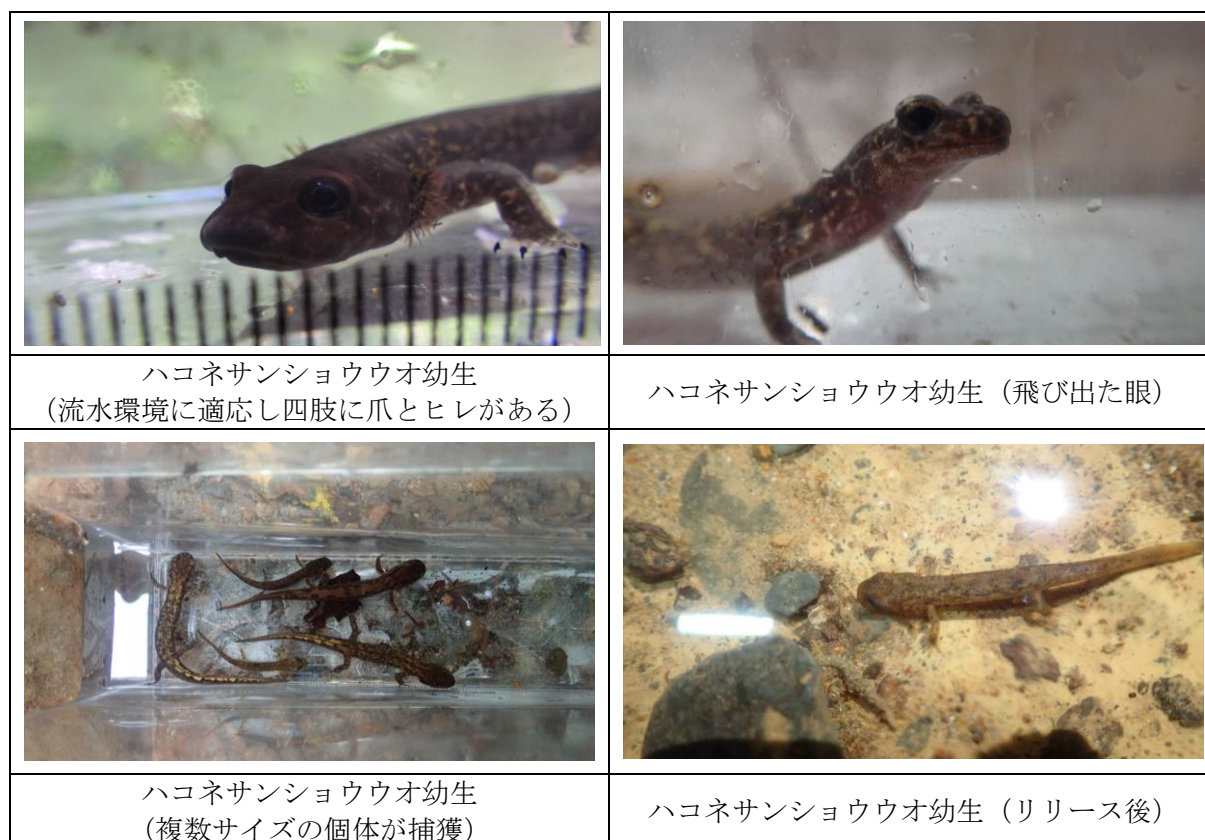 ハコネサンショウウオ幼生
（流水環境に適応し四肢に爪とヒレがある）
ハコネサンショウウオ幼生（飛び出た眼）
ハコネサンショウウオ幼生
（複数サイズの個体が捕獲）
ハコネサンショウウオ幼生（リリース後）